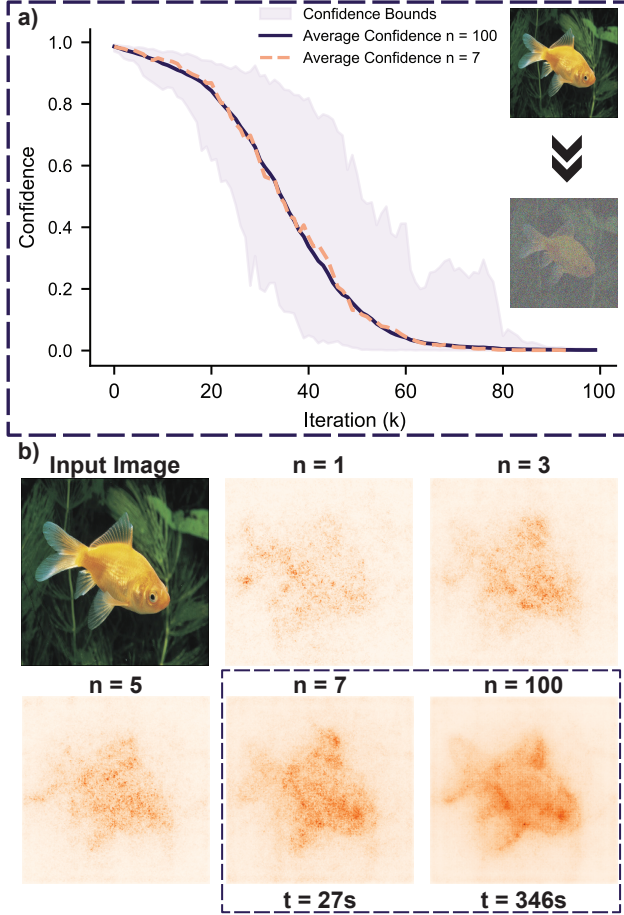 a)
Confidence Bounds
Average Confidence n = 100
Average Confidence n = 7
1.0
0.8
0.6
0.4
0.2
0.0
Confidence
0 20 40 60 80 100
Iteration (k)
b)
Input Image n = 1 n = 3
n = 5 n = 7 n = 100
t = 27s t = 346s